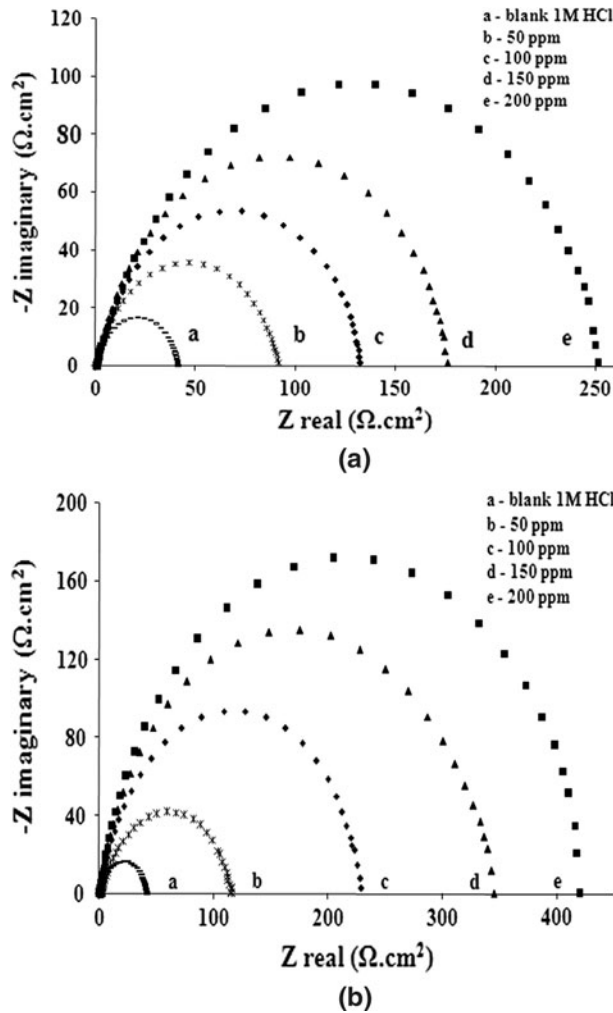 a - blank 1M HCl
b - 50 ppm
c - 100 ppm
d - 150 ppm
e - 200 ppm
120
100
80
60
40
20
0
-Z imaginary (Ω.cm²)
a b c d e
0 50 100 150 200 250
Z real (Ω.cm²)
(a)
a - blank 1M HCl
b - 50 ppm
c - 100 ppm
d - 150 ppm
e - 200 ppm
200
160
120
80
40
0
-Z imaginary (Ω.cm²)
a b c d e
0 100 200 300 400
Z real (Ω.cm²)
(b)